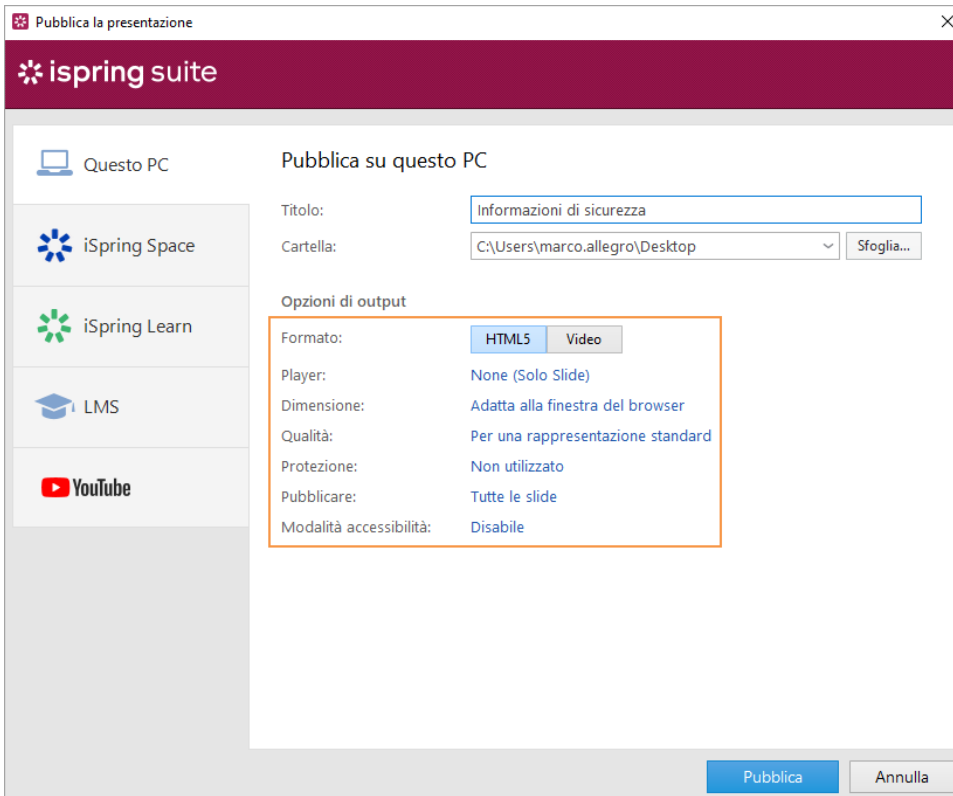 Pubblica la presentazione
ispring suite
Questo PC
iSpring Space
iSpring Learn
LMS
YouTube
Pubblica su questo PC
Titolo: Informazioni di sicurezza
Cartella: C:\Users\marco.allegro\Desktop Sfoglia...
Opzioni di output
Formato: HTML5 Video
Player: None (Solo Slide)
Dimensione: Adatta alla finestra del browser
Qualità: Per una rappresentazione standard
Protezione: Non utilizzato
Pubblicare: Tutte le slide
Modalità accessibilità: Disabile
Pubblica Annulla